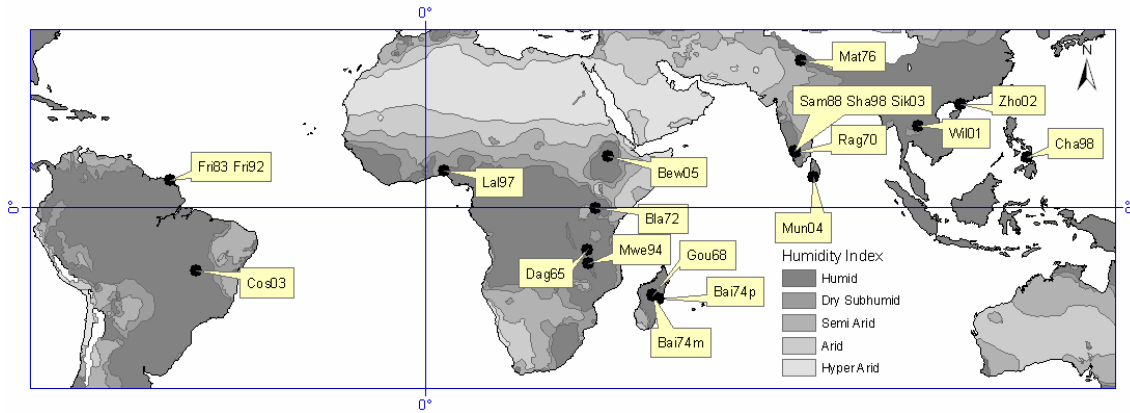 0°
N
Mat76
Sam88 Sha98 Sik03
Zho02
Rag70
Wil01
Cha98
Fri83 Fri92
Lal97
Bew05
0°
0°
Bla72
Mun04
Mwe94
Gou68
Dag65
Cos03
Bai74p
Bai74m
Humidity Index
Humid
Dry Subhumid
Semi Arid
Arid
Hyper Arid
0°